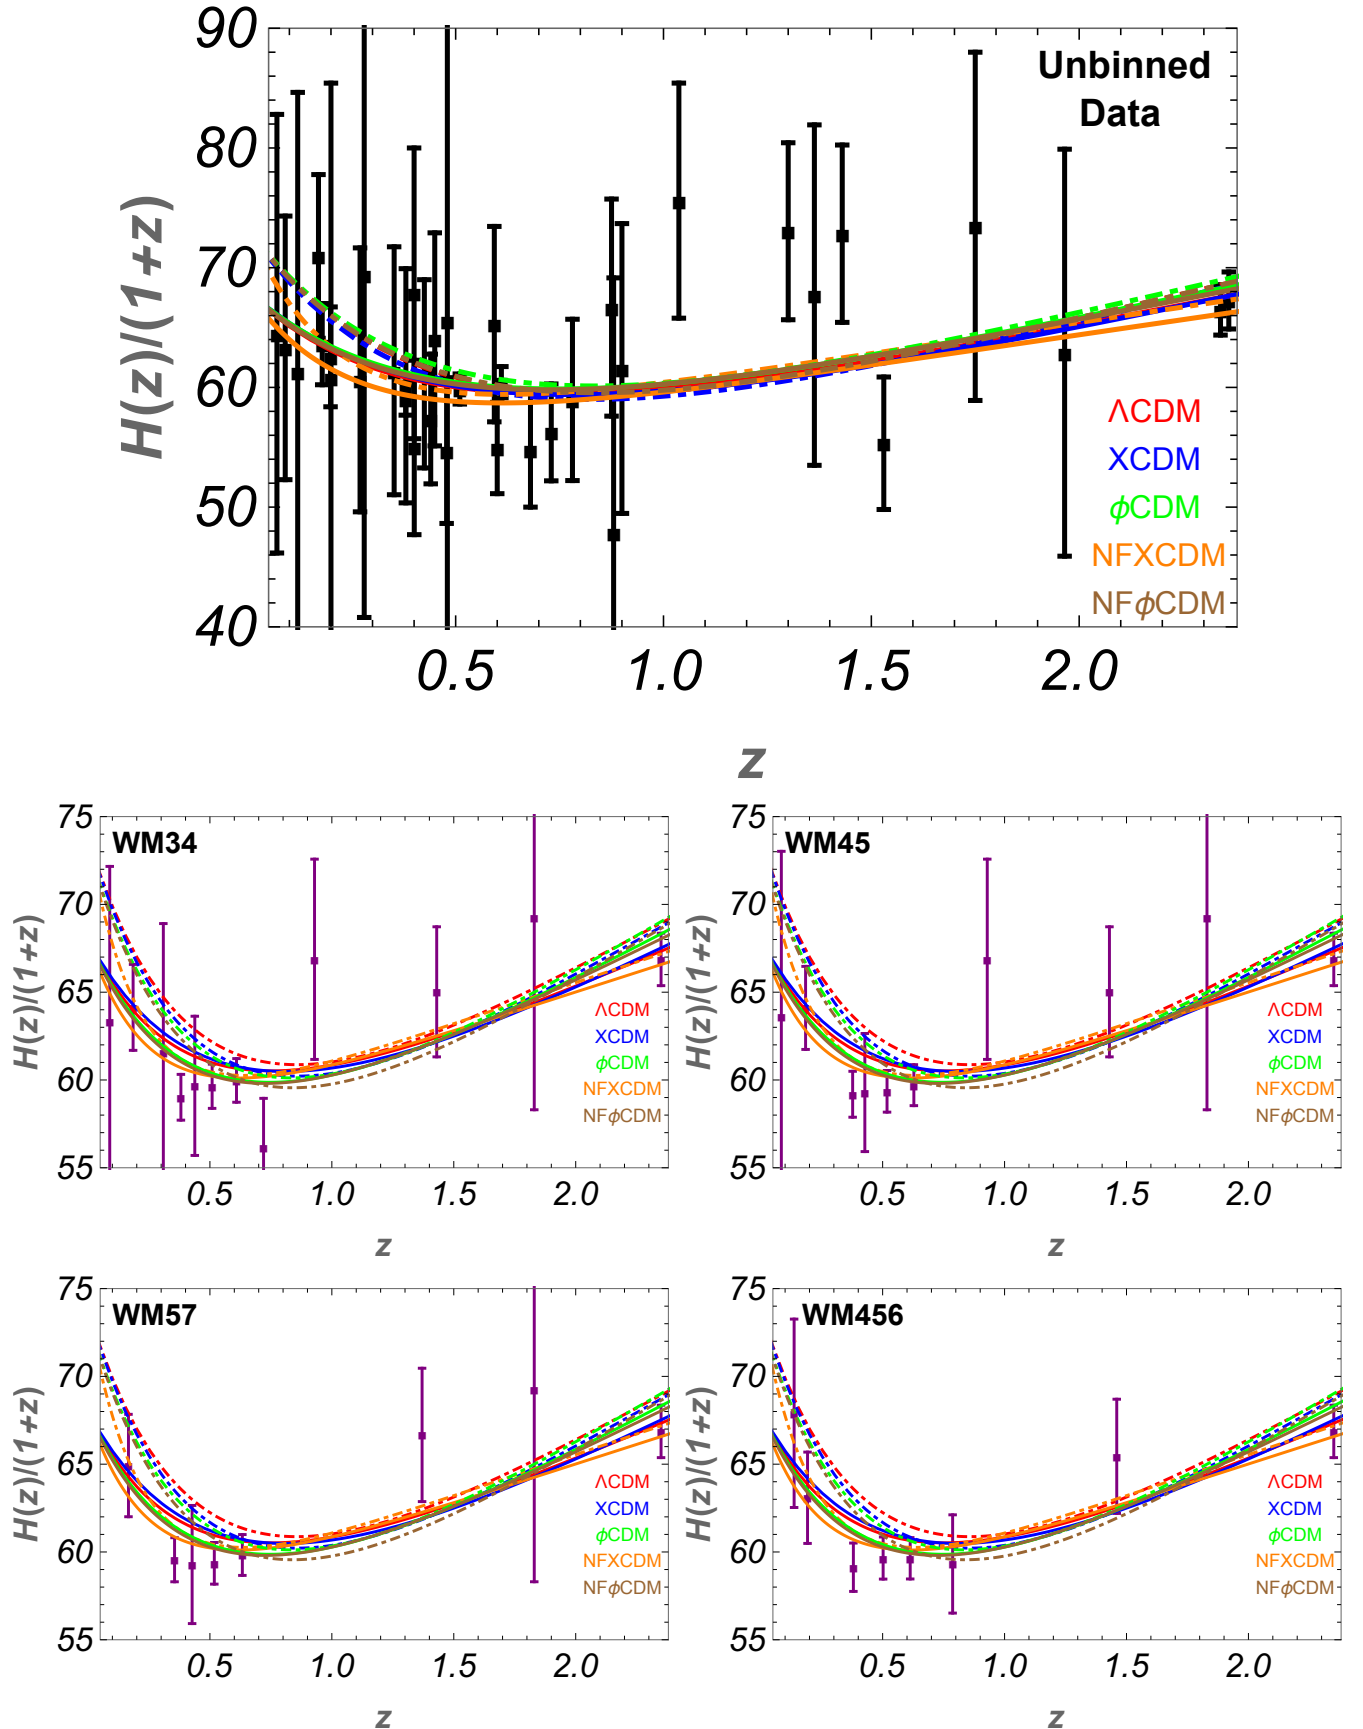 90
80
70
60
50
40
H(z)/(1+z)
Unbinned
Data
ΛCDM
XCDM
ϕCDM
NFXCDM
NFϕCDM
0.5 1.0 1.5 2.0
z
75
70
65
60
55
H(z)/(1+z)
WM34
ΛCDM
XCDM
ϕCDM
NFXCDM
NFϕCDM
0.5 1.0 1.5 2.0
z
75
70
65
60
55
H(z)/(1+z)
WM45
ΛCDM
XCDM
ϕCDM
NFXCDM
NFϕCDM
0.5 1.0 1.5 2.0
z
75
70
65
60
55
H(z)/(1+z)
WM57
ΛCDM
XCDM
ϕCDM
NFXCDM
NFϕCDM
0.5 1.0 1.5 2.0
z
75
70
65
60
55
H(z)/(1+z)
WM456
ΛCDM
XCDM
ϕCDM
NFXCDM
NFϕCDM
0.5 1.0 1.5 2.0
z